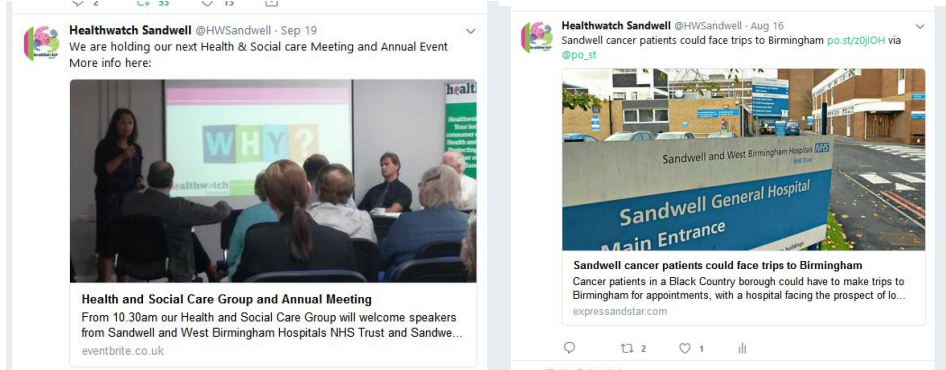 Healthwatch Sandwell @HWSandwell · Sep 19
We are holding our next Health & Social care Meeting and Annual Event
More info here:
WHY?
healthwatch
Health and Social Care Group and Annual Meeting
From 10.30am our Health and Social Care Group will welcome speakers
from Sandwell and West Birmingham Hospitals NHS Trust and Sandwe...
eventbrite.co.uk
Healthwatch Sandwell @HWSandwell · Aug 16
Sandwell cancer patients could face trips to Birmingham po.st/z0jIOH via
@po_st
Sandwell and West Birmingham Hospitals NHS
NHS Trust
Sandwell General Hospital
Main Entrance
buildings
Sandwell cancer patients could face trips to Birmingham
Cancer patients in a Black Country borough could have to make trips to
Birmingham for appointments, with a hospital facing the prospect of lo...
expressandstar.com
2
1